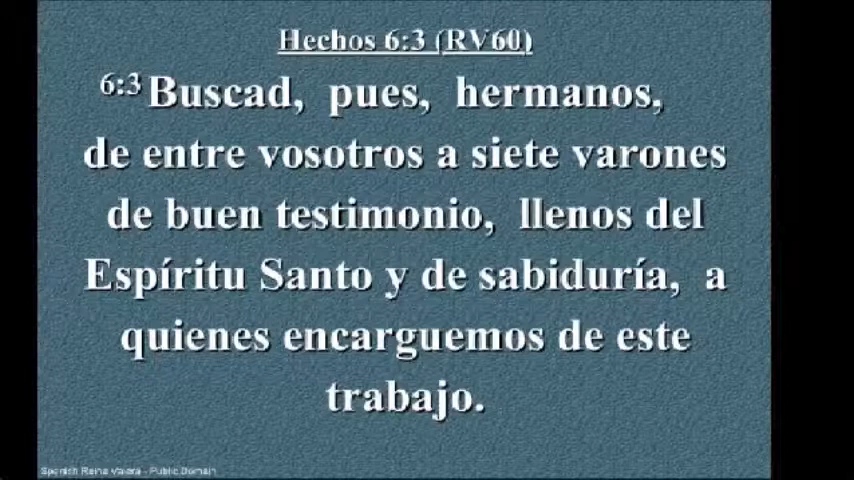 Hechos 6:3 (RV60)
6:3 Buscad, pues, hermanos,
de entre vosotros a siete varones
de buen testimonio, llenos del
Espíritu Santo y de sabiduría, a
quienes encarguemos de este
trabajo.
Spanish Reina Valera - Public Domain